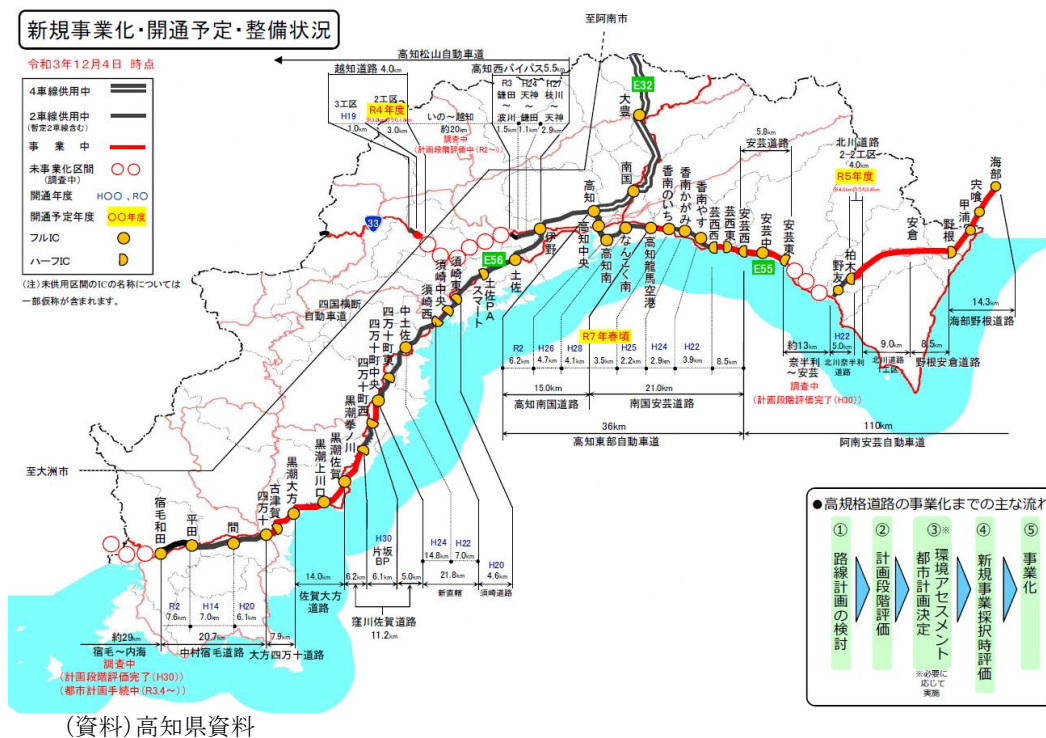 新規事業化・開通予定・整備状況
令和3年12月4日 時点
4車線供用中
2車線供用中
(暫定2車線含む)
事業中
未事業化区間
(調査中)
開通年度 H○○、R○
開通予定年度 ○○年度
フルIC
ハーフIC
(注)未供用区間のICの名称については
一部仮称が含まれます。
至阿南市
高知松山自動車道
越知道路 4.0km
3工区
H19
1.0km
2工区
R4年度
3.0km
いの～越知
約20km
調査中
(計画段階評価中(R2～))
高知西バイパス5.5km
R3
鎌田
～
波川
1.5km
H24
天神
～
鎌田
1.1km
H27
枝川
～
天神
2.9km
E32
大豊
南国
高知
伊野
高知中央
高知南
なんごく南
高知龍馬空港
香南のいち
香南かがみ
香南やす
芸西西
芸西東
安芸西
安芸中
安芸東
5.8km
安芸道路
北川道路
2-2工区
4.0km
R5年度
野友
柏木
安倉
野根
甲浦
宍喰
海部
33
E56
E55
土佐
土佐PA
スマート
須崎東
須崎中央
須崎西
中土佐
四万十町東
四万十町中央
四万十町西
黒潮拳ノ川
黒潮佐賀
黒潮上川口
黒潮大方
古津賀
四万十
間
平田
宿毛和田
四国横断
自動車道
至大洲市
R7年春頃
R2
6.2km
H26
4.7km
H28
4.1km
3.5km
H25
2.2km
H24
2.9km
H22
3.9km
8.5km
15.0km
高知南国道路
21.0km
南国安芸道路
36km
高知東部自動車道
110km
阿南安芸自動車道
約13km
奈半利
～安芸
調査中
(計画段階評価完了(H30))
H22
5.0km
北川奈半利
道路
9.0km
北川道路
1工区
8.5km
野根安倉道路
14.3km
海部野根道路
H20
4.6km
須崎道路
H24
14.8km
H22
7.0km
21.8km
新直轄
5.0km
H30
片坂
BP
6.1km
6.2km
窪川佐賀道路
11.2km
14.0km
佐賀大方
道路
7.9km
大方四万十道路
R2
7.6km
H14
7.0km
H20
6.1km
20.7km
中村宿毛道路
約29km
宿毛～内海
調査中
(計画段階評価完了(H30))
(都市計画手続中(R3.4～))
●高規格道路の事業化までの主な流れ
①
路線計画の検討
②
計画段階評価
③※
環境アセスメント
都市計画決定
※必要に
応じて
実施
④
新規事業採択時評価
⑤
事業化
(資料)高知県資料